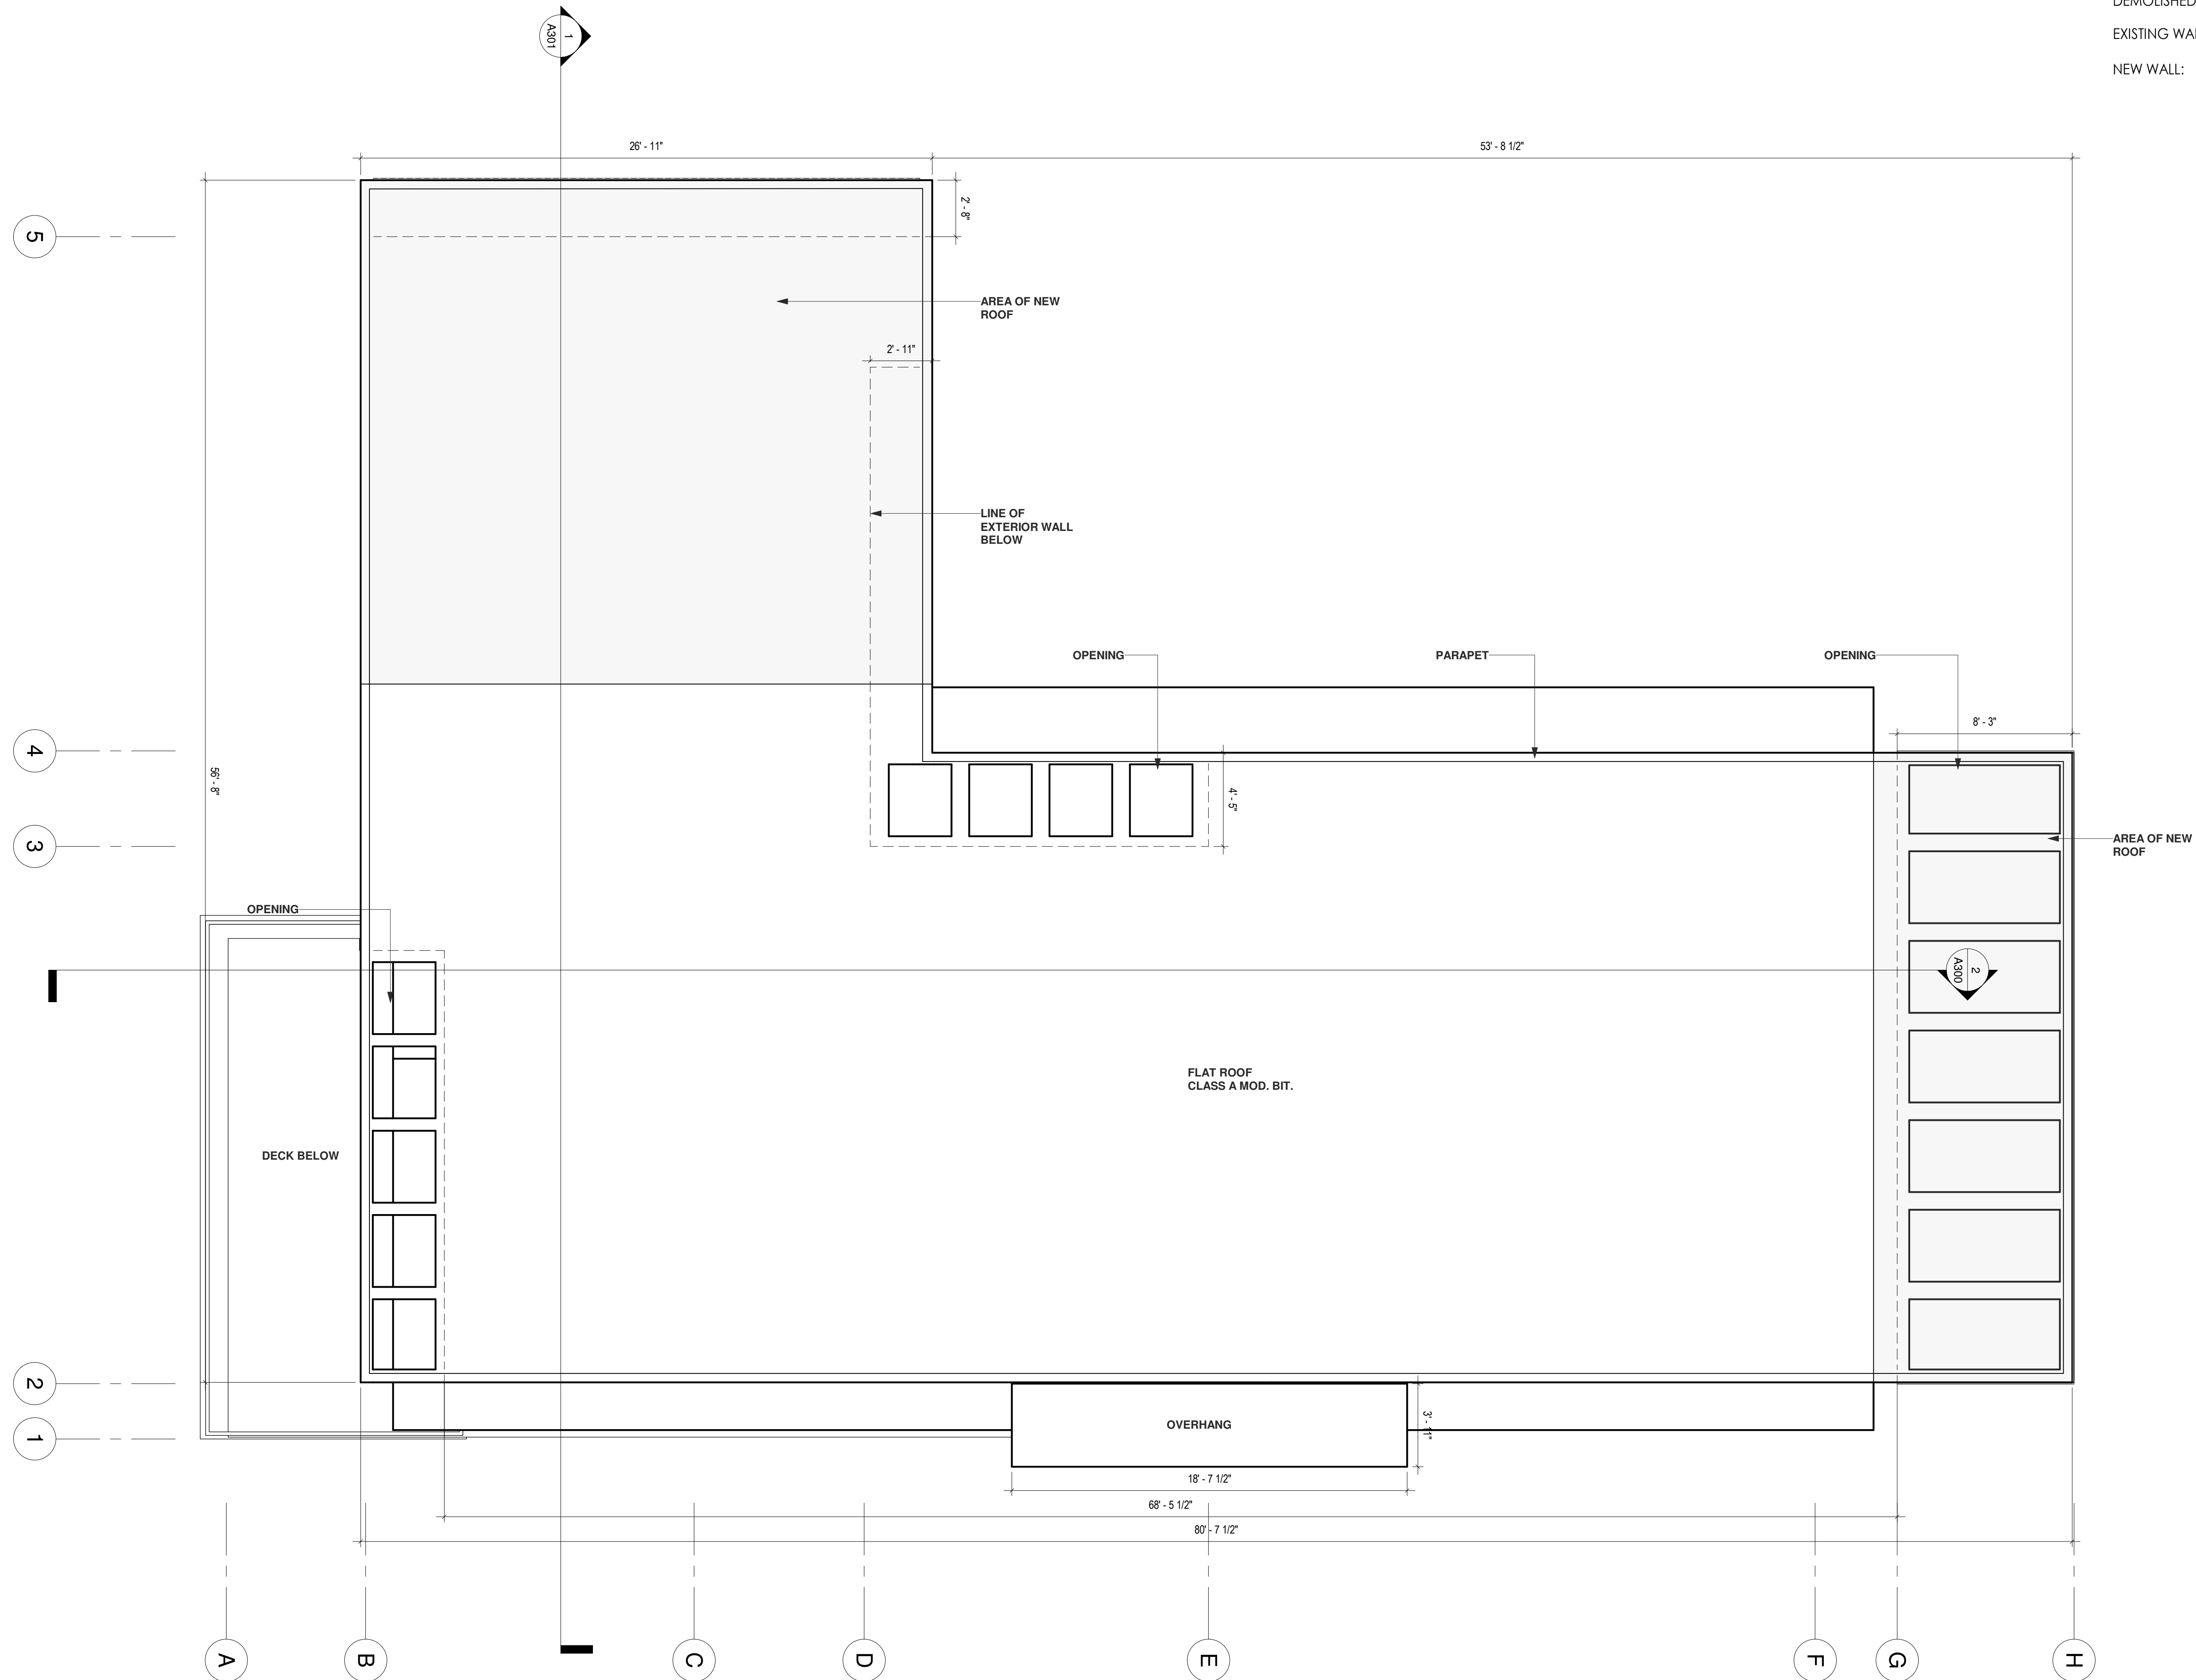 DEMOLISHED
EXISTING WAL
NEW WALL:
1
A301
26' - 11"
53' - 8 1/2"
2' - 8"
5
AREA OF NEW
ROOF
2' - 11"
LINE OF
EXTERIOR WALL
BELOW
OPENING
PARAPET
OPENING
8' - 3"
4
56' - 8"
4' - 5"
3
AREA OF NEW
ROOF
OPENING
2
A300
FLAT ROOF
CLASS A MOD. BIT.
DECK BELOW
2
OVERHANG
3' - 11"
1
18' - 7 1/2"
68' - 5 1/2"
80' - 7 1/2"
A
B
C
D
E
F
G
H